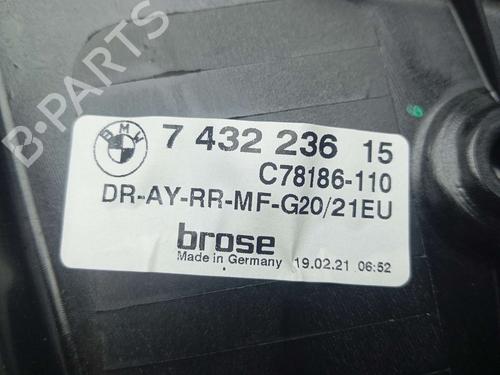 B-PARTS
BMW
7 432 236 15
C78186-110
DR-AY-RR-MF-G20/21EU
brose
Made in Germany 19.02.21 06:52